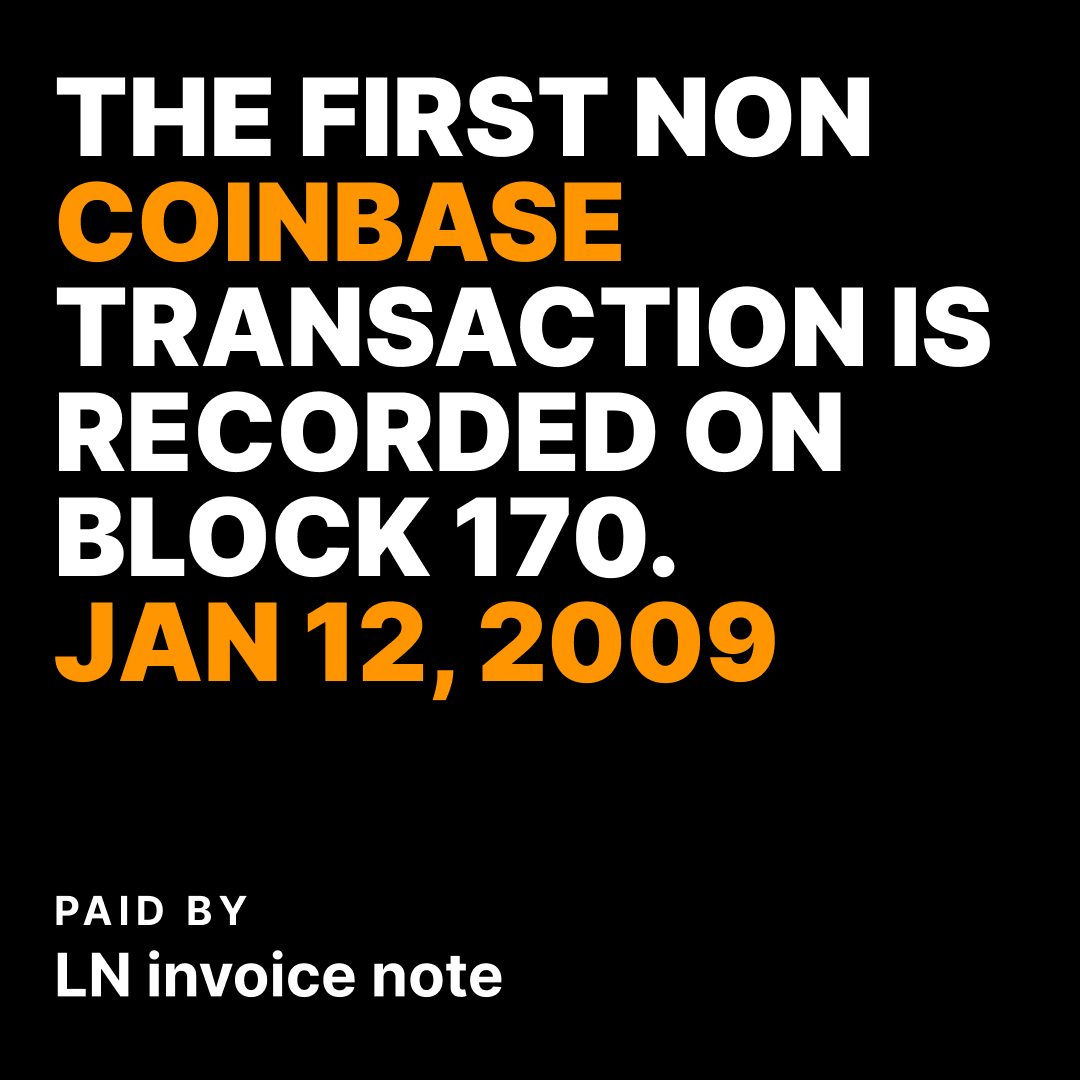 THE FIRST NON
COINBASE
TRANSACTION IS
RECORDED ON
BLOCK 170.
JAN 12, 2009
PAID BY
LN invoice note